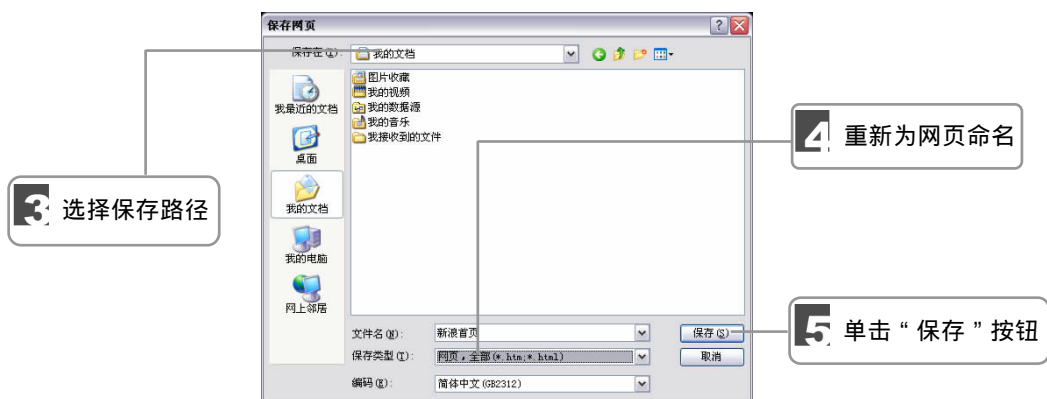 保存网页
保存在(I):
我的文档
图片收藏
我的视频
我的数据源
我的音乐
我接收到的文件
我最近的文档
桌面
我的文档
我的电脑
网上邻居
3 选择保存路径
4 重新为网页命名
文件名(N):
新浪首页
保存(S)
保存类型(T):
网页，全部(*.htm;*.html)
取消
编码(E):
简体中文(GB2312)
5 单击“保存”按钮